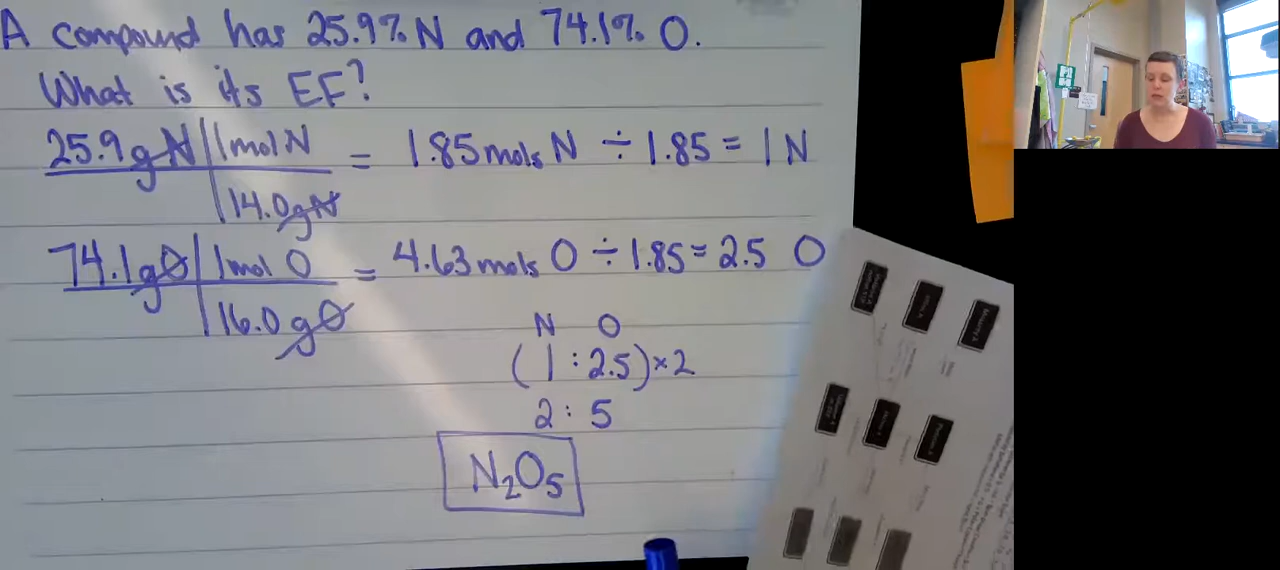 A compound has 25.9% N and 74.1% O.
What is its EF?
25.9 g N | 1 mol N = 1.85 mols N ÷ 1.85 = 1 N
14.0 g N
74.1 g O | 1 mol O = 4.63 mols O ÷ 1.85 = 2.5 O
16.0 g O
N O
(1 : 2.5) × 2
2 : 5
N₂O₅